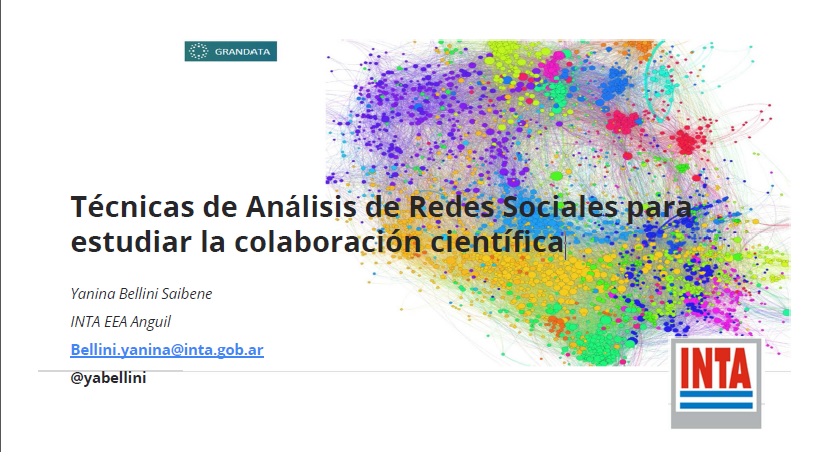 GRANDATA
Técnicas de Análisis de Redes Sociales para
estudiar la colaboración científica
Yanina Bellini Saibene
INTA EEA Anguil
Bellini.yanina@inta.gob.ar
@yabellini
INTA